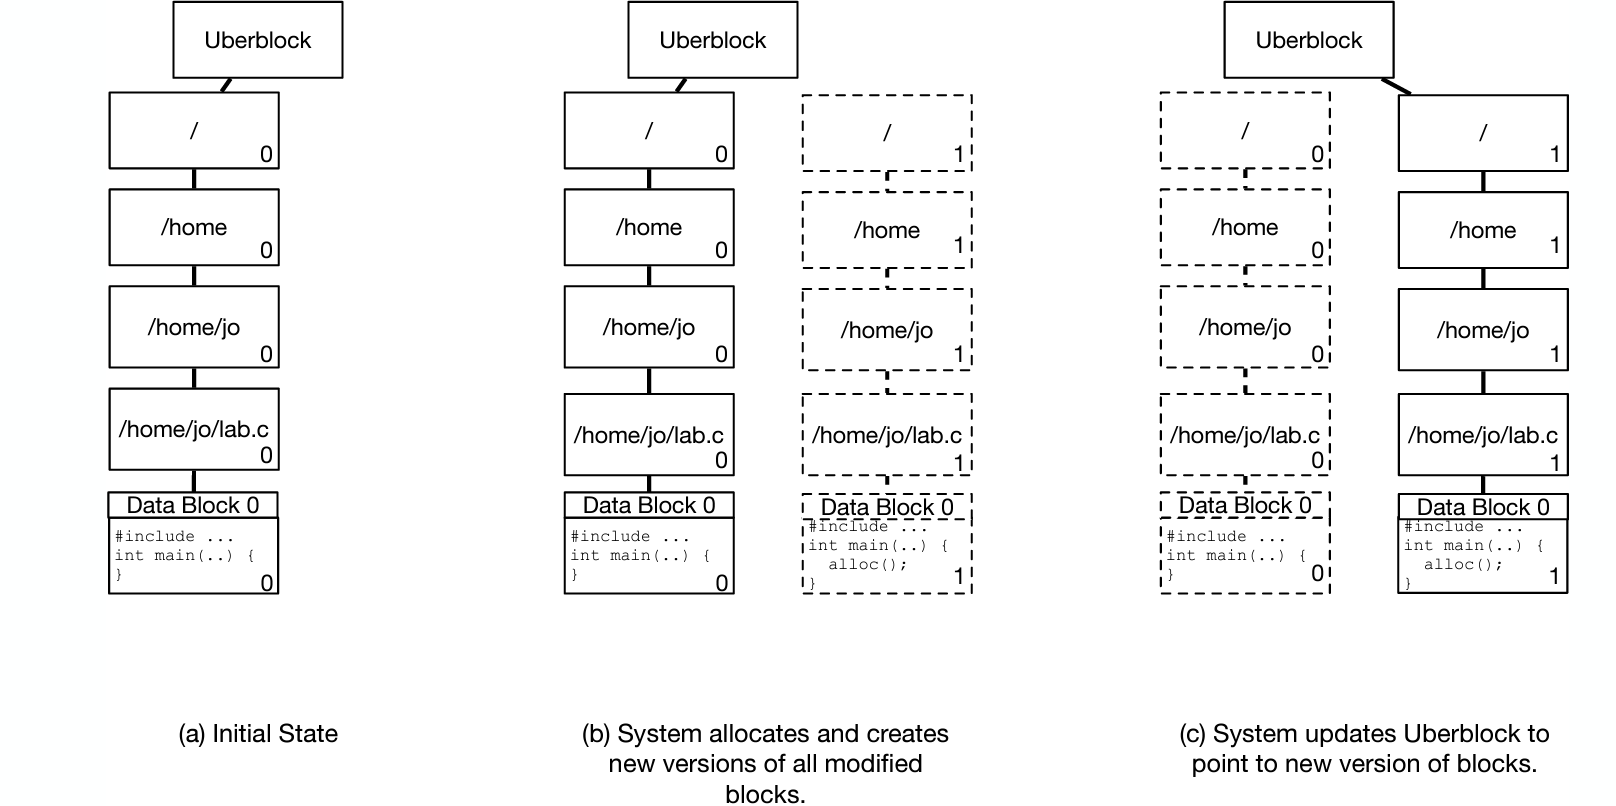 Uberblock
/
0
/home
0
/home/jo
0
/home/jo/lab.c
0
Data Block 0
#include ...
int main(..) {
}
0
(a) Initial State
Uberblock
/
0
/home
0
/home/jo
0
/home/jo/lab.c
0
Data Block 0
#include ...
int main(..) {
}
0
/
1
/home
1
/home/jo
1
/home/jo/lab.c
1
Data Block 0
#include ...
int main(..) {
alloc();
}
1
(b) System allocates and creates
new versions of all modified
blocks.
Uberblock
/
0
/home
0
/home/jo
0
/home/jo/lab.c
0
Data Block 0
#include ...
int main(..) {
}
0
/
1
/home
1
/home/jo
1
/home/jo/lab.c
1
Data Block 0
#include ...
int main(..) {
alloc();
}
1
(c) System updates Uberblock to
point to new version of blocks.